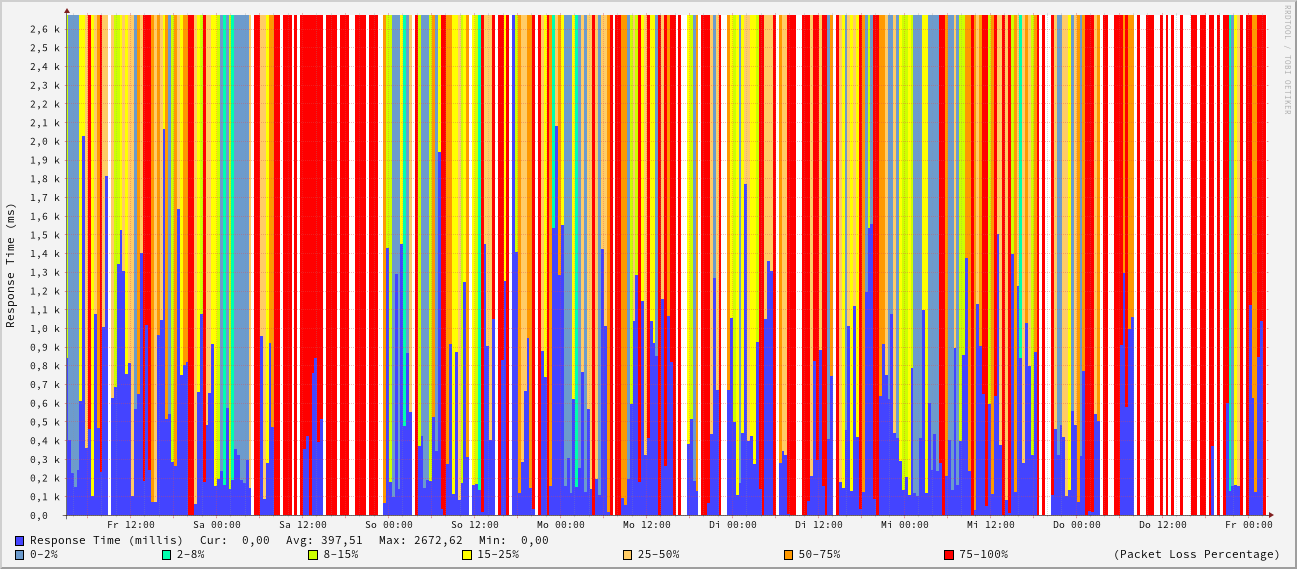 RRDTOOL / TOBI OETIKER
Response Time (ms)
2,6 k
2,5 k
2,4 k
2,3 k
2,2 k
2,1 k
2,0 k
1,9 k
1,8 k
1,7 k
1,6 k
1,5 k
1,4 k
1,3 k
1,2 k
1,1 k
1,0 k
0,9 k
0,8 k
0,7 k
0,6 k
0,5 k
0,4 k
0,3 k
0,2 k
0,1 k
0,0
Fr 12:00 Sa 00:00 Sa 12:00 So 00:00 So 12:00 Mo 00:00 Mo 12:00 Di 00:00 Di 12:00 Mi 00:00 Mi 12:00 Do 00:00 Do 12:00 Fr 00:00
Response Time (millis) Cur: 0,00 Avg: 397,51 Max: 2672,62 Min: 0,00
0-2% 2-8% 8-15% 15-25% 25-50% 50-75% 75-100% (Packet Loss Percentage)